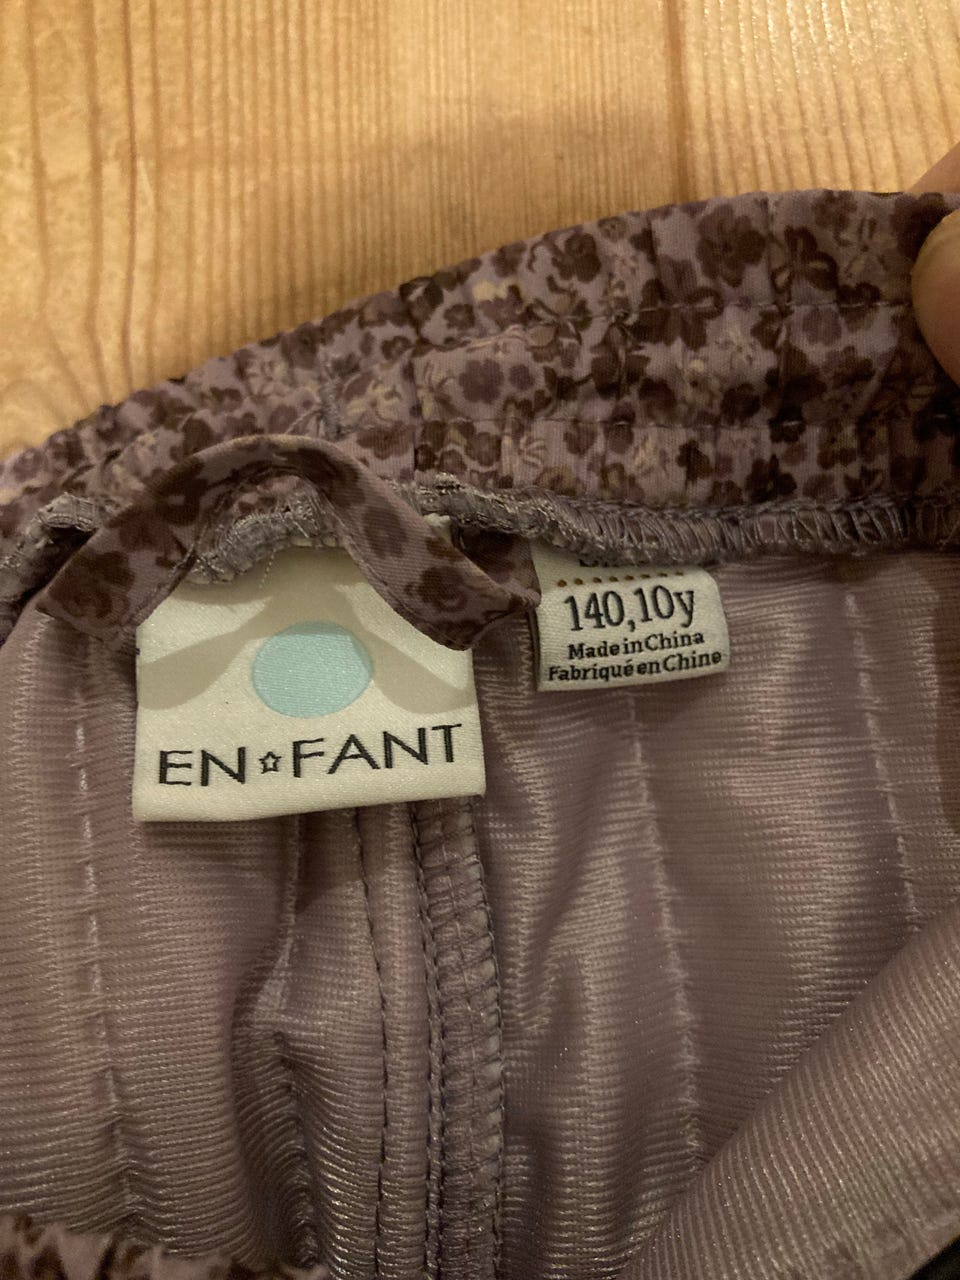 EN☆FANT
140,10y
Made in China
Fabriqué en Chine